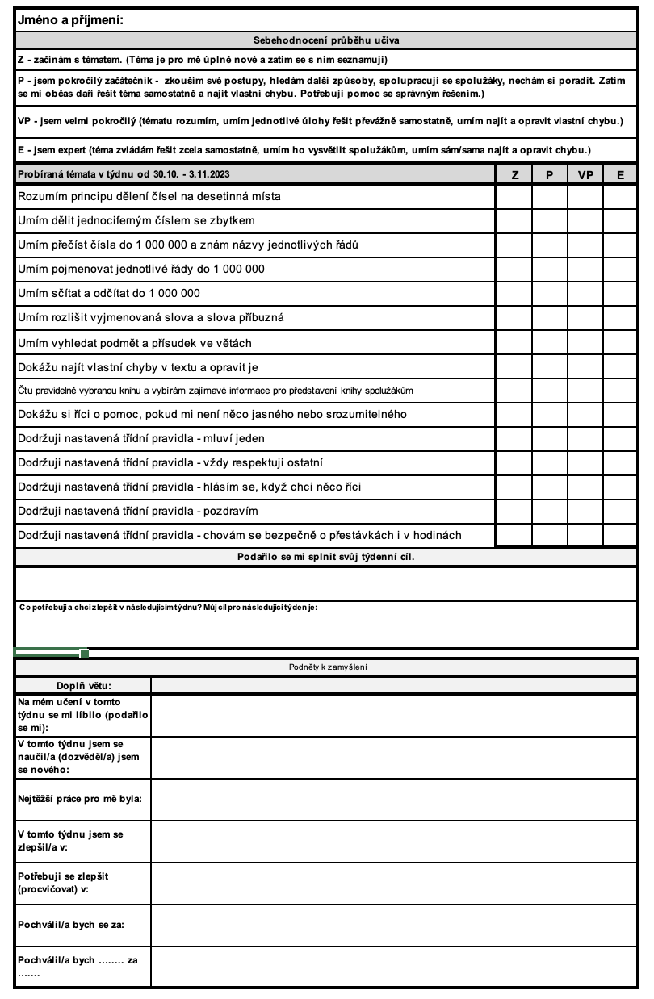 Jméno a příjmení:
Sebehodnocení průběhu učiva
Z - začínám s tématem. (Téma je pro mě úplně nové a zatím se s ním seznamuji)
P - jsem pokročilý začátečník - zkouším své postupy, hledám další způsoby, spolupracuji se spolužáky, nechám si poradit. Zatím
se mi občas daří řešit téma samostatně a najít vlastní chybu. Potřebuji pomoc se správným řešením.)
VP - jsem velmi pokročilý (tématu rozumím, umím jednotlivé úlohy řešit převážně samostatně, umím najít a opravit vlastní chybu.)
E - jsem expert (téma zvládám řešit zcela samostatně, umím ho vysvětlit spolužákům, umím sám/sama najít a opravit chybu.)
Probíraná témata v týdnu od 30.10. - 3.11.2023 Z P VP E
Rozumím principu dělení čísel na desetinná místa
Umím dělit jednociferným číslem se zbytkem
Umím přečíst čísla do 1 000 000 a znám názvy jednotlivých řádů
Umím pojmenovat jednotlivé řády do 1 000 000
Umím sčítat a odčítat do 1 000 000
Umím rozlišit vyjmenovaná slova a slova příbuzná
Umím vyhledat podmět a přísudek ve větách
Dokážu najít vlastní chyby v textu a opravit je
Čtu pravidelně vybranou knihu a vybírám zajímavé informace pro představení knihy spolužákům
Dokážu si říci o pomoc, pokud mi není něco jasného nebo srozumitelného
Dodržuji nastavená třídní pravidla - mluví jeden
Dodržuji nastavená třídní pravidla - vždy respektuji ostatní
Dodržuji nastavená třídní pravidla - hlásím se, když chci něco říci
Dodržuji nastavená třídní pravidla - pozdravím
Dodržuji nastavená třídní pravidla - chovám se bezpečně o přestávkách i v hodinách
Podařilo se mi splnit svůj týdenní cíl.
Co potřebuji a chci zlepšit v následujícím týdnu? Můj cíl pro následující týden je:
Podněty k zamyšlení
Doplň větu:
Na mém učení v tomto
týdnu se mi líbilo (podařilo
se mi):
V tomto týdnu jsem se
naučil/a (dozvěděl/a) jsem
se nového:
Nejtěžší práce pro mě byla:
V tomto týdnu jsem se
zlepšil/a v:
Potřebuji se zlepšit
(procvičovat) v:
Pochválil/a bych se za:
Pochválil/a bych ........ za
.......